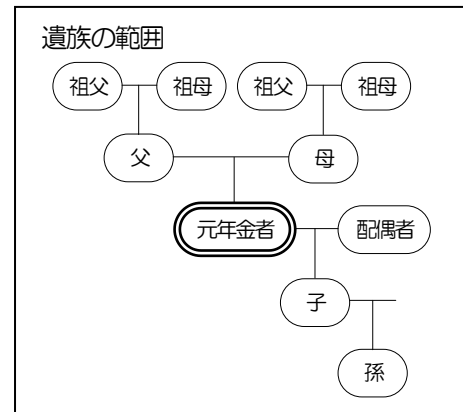 遺族の範囲
祖父 祖母 祖父 祖母
父 母
元年金者 配偶者
子
孫